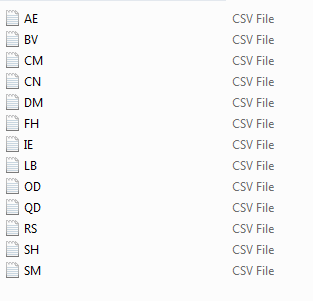 AE CSV File
BV CSV File
CM CSV File
CN CSV File
DM CSV File
FH CSV File
IE CSV File
LB CSV File
OD CSV File
QD CSV File
RS CSV File
SH CSV File
SM CSV File